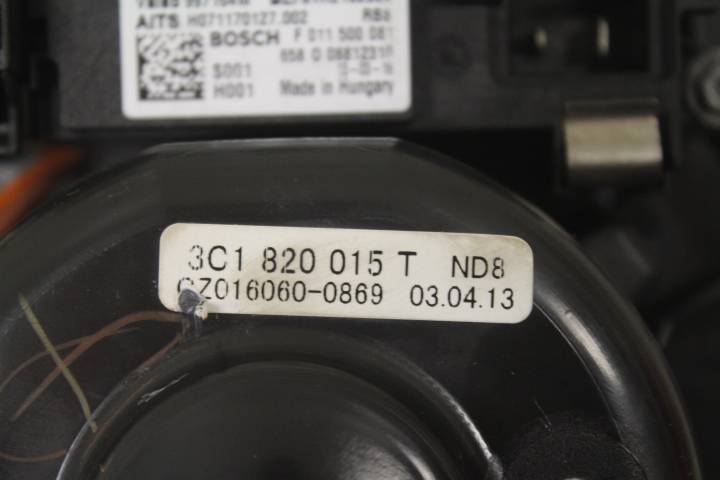 AITS H071170127.002 RBd
BOSCH F 011 500 081
S001
H001 Made in Hungary
3C1 820 015 T ND8
CZ016060-0869 03.04.13